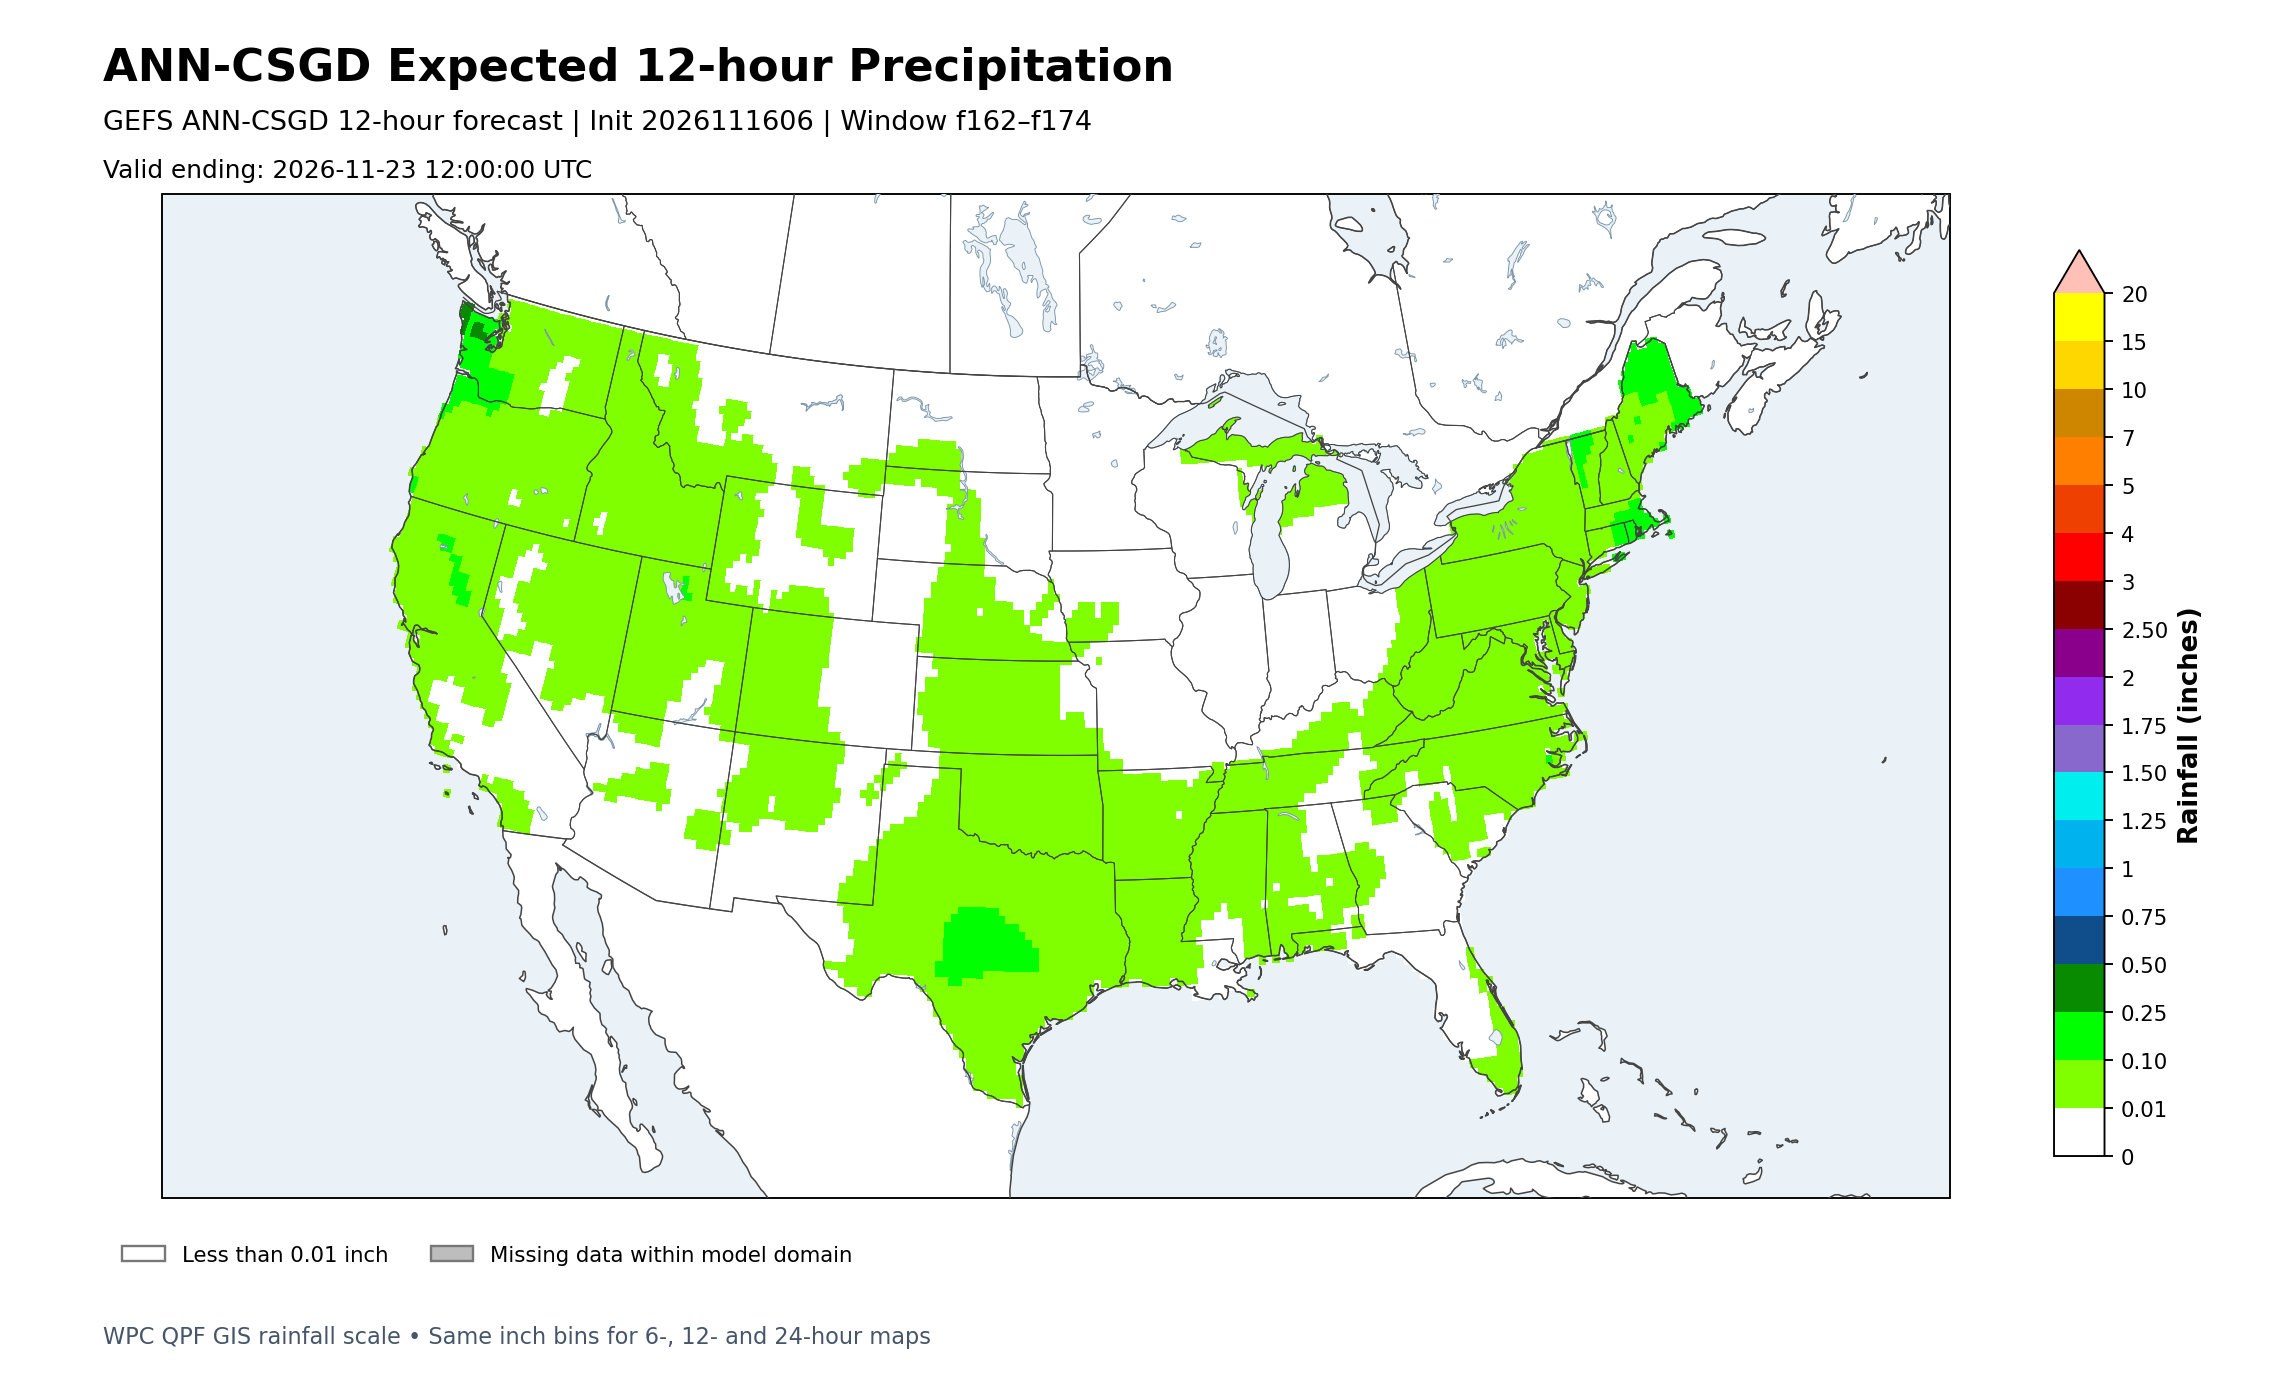 ANN-CSGD Expected 12-hour Precipitation
GEFS ANN-CSGD 12-hour forecast | Init 2026111606 | Window f162–f174
Valid ending: 2026-11-23 12:00:00 UTC
20
15
10
7
5
4
3
2.50
2
1.75
1.50
1.25
1
0.75
0.50
0.25
0.10
0.01
0
Rainfall (inches)
Less than 0.01 inch
Missing data within model domain
WPC QPF GIS rainfall scale • Same inch bins for 6-, 12- and 24-hour maps